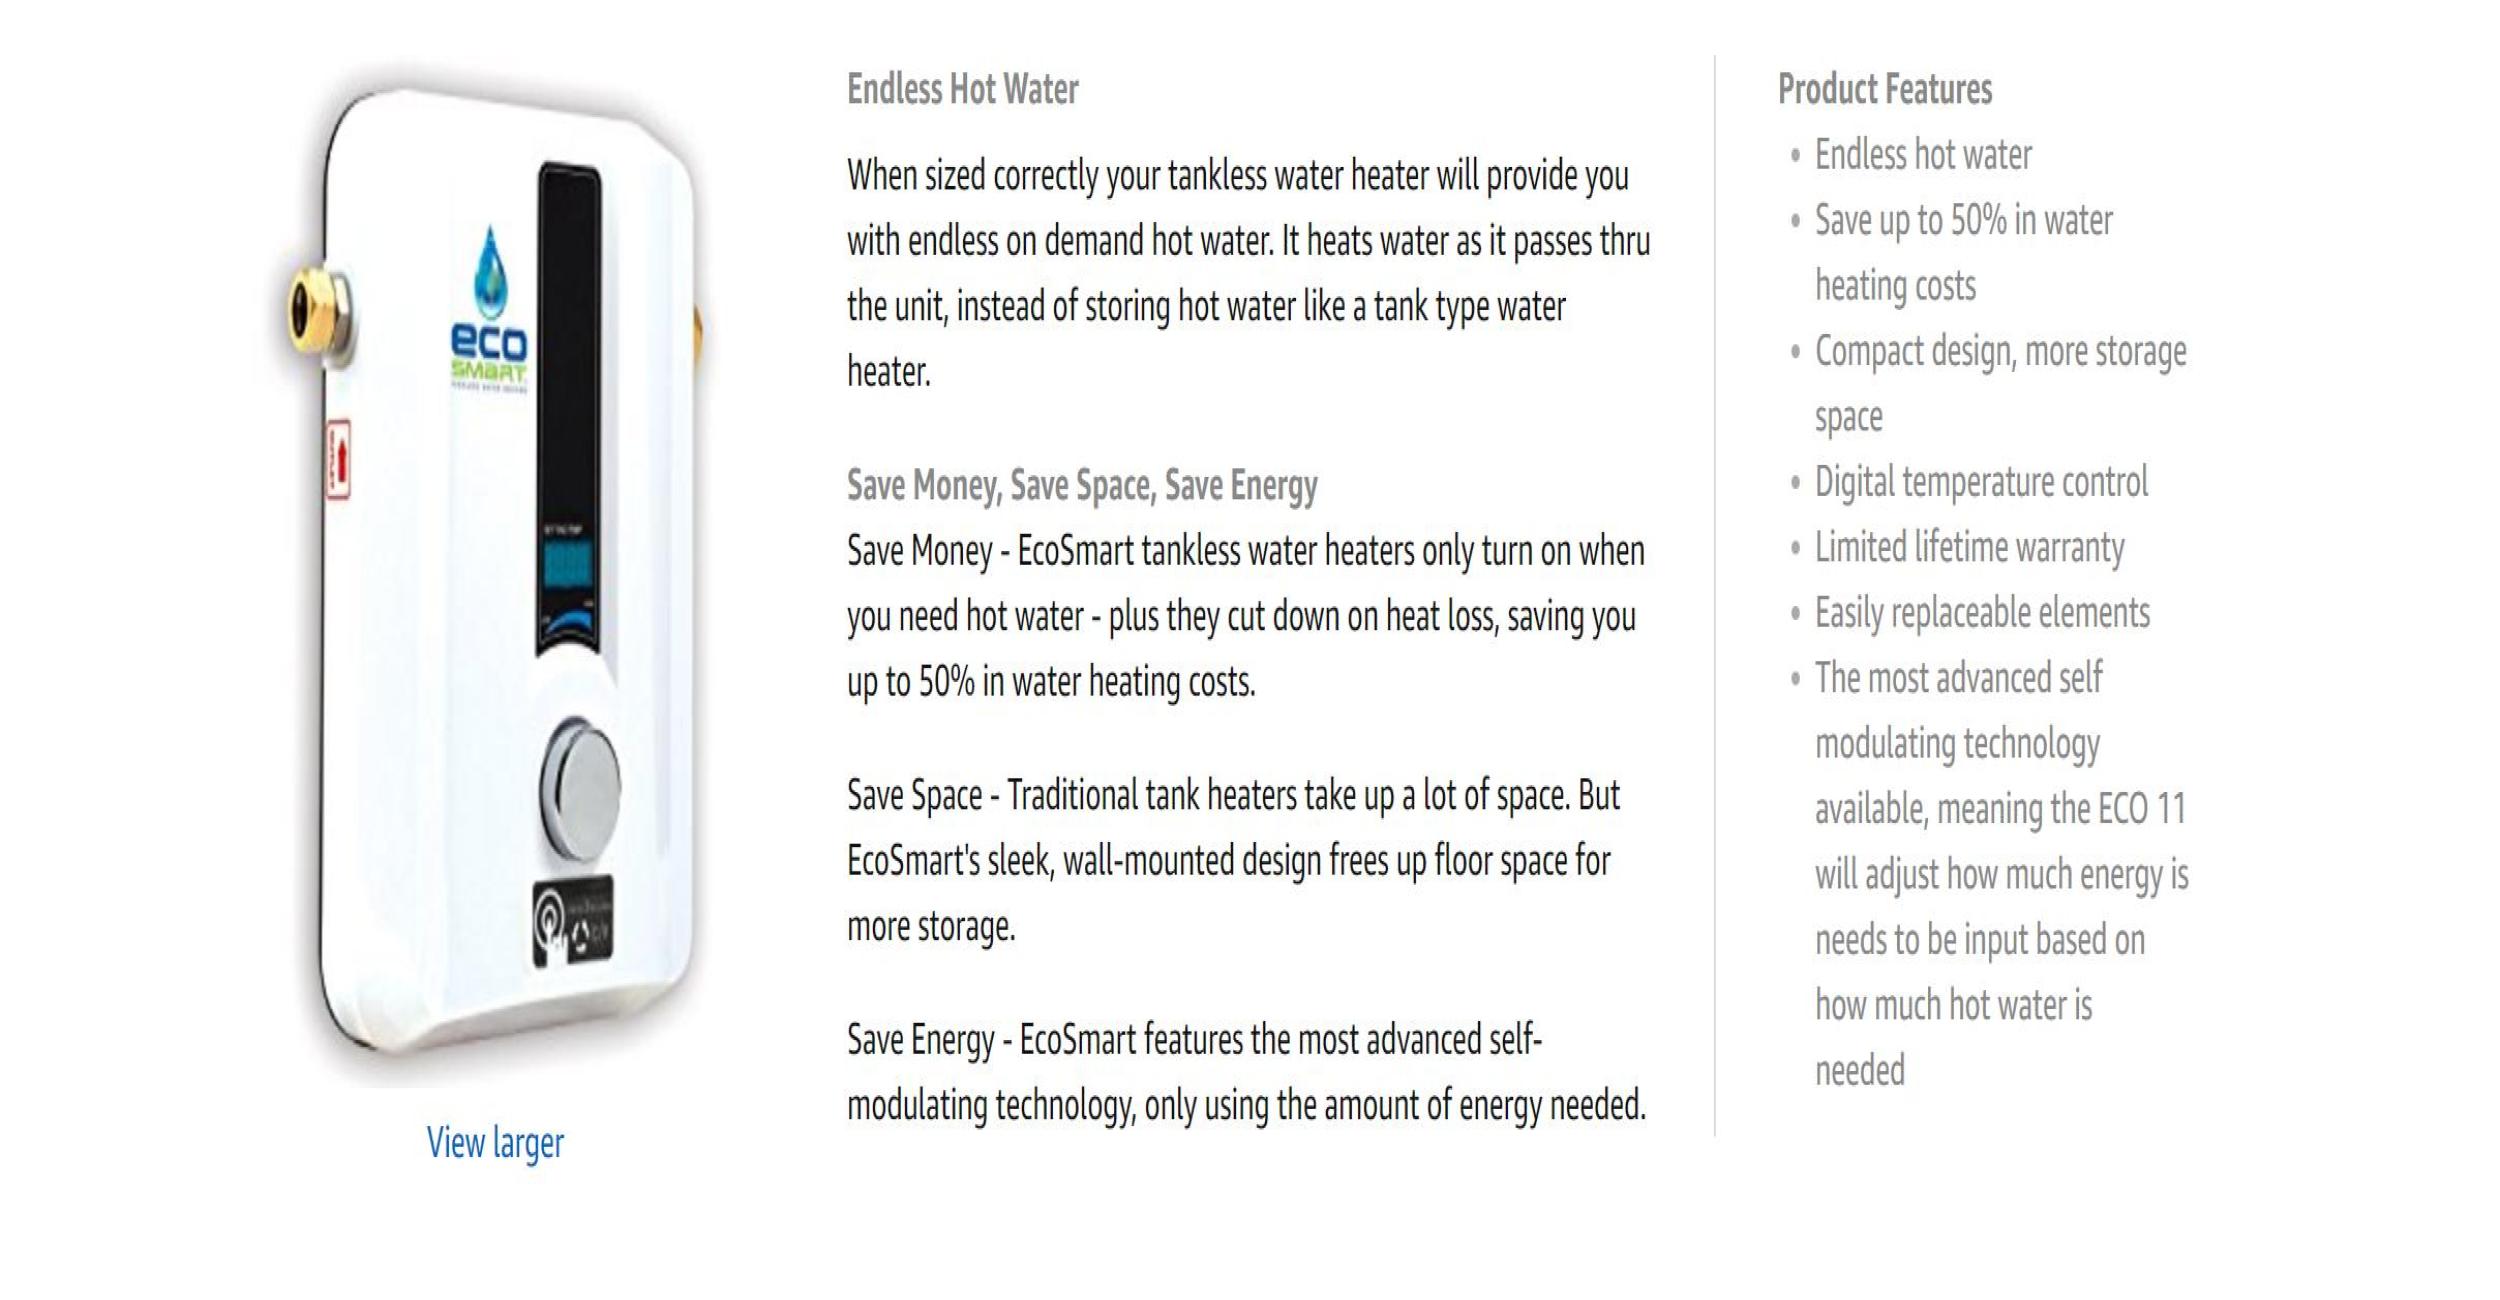 Endless Hot Water
When sized correctly your tankless water heater will provide you
with endless on demand hot water. It heats water as it passes thru
the unit, instead of storing hot water like a tank type water
heater.
Save Money, Save Space, Save Energy
Save Money - EcoSmart tankless water heaters only turn on when
you need hot water - plus they cut down on heat loss, saving you
up to 50% in water heating costs.
Save Space - Traditional tank heaters take up a lot of space. But
EcoSmart's sleek, wall-mounted design frees up floor space for
more storage.
Save Energy - EcoSmart features the most advanced self-
modulating technology, only using the amount of energy needed.
Product Features
• Endless hot water
• Save up to 50% in water
heating costs
• Compact design, more storage
space
• Digital temperature control
• Limited lifetime warranty
• Easily replaceable elements
• The most advanced self
modulating technology
available, meaning the ECO 11
will adjust how much energy is
needs to be input based on
how much hot water is
needed
eco
SMART
OUTLET
View larger